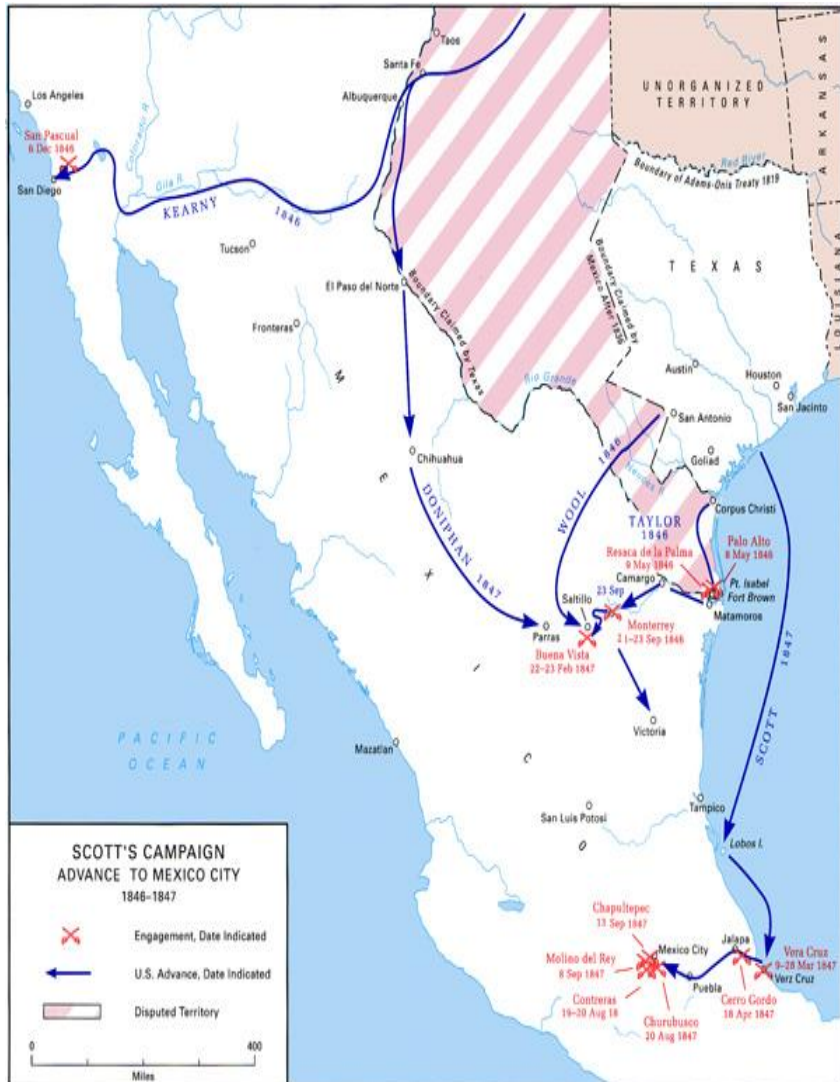 Taos
Santa Fe
Albuquerque
Los Angeles
San Pascual
6 Dec 1846
San Diego
Colorado R
Gila R
KEARNY 1846
Tucson
Fronteras
El Paso del Norte
UNORGANIZED
TERRITORY
ARKANSAS
Red River
Boundary of Adams-Onis Treaty 1819
LOUISIANA
TEXAS
Boundary Claimed by
Mexico After 1836
Boundary Claimed by Texas
Rio Grande
Austin
Houston
San Jacinto
San Antonio
Goliad
Nueces R
Corpus Christi
Chihuahua
MEXICO
DONIPHAN 1847
WOOL 1846
TAYLOR
1846
Resaca de la Palma
9 May 1846
Palo Alto
8 May 1846
Pt. Isabel
Fort Brown
Camargo
Matamoros
23 Sep
Saltillo
Parras
Monterrey
21–23 Sep 1846
Buena Vista
22–23 Feb 1847
Victoria
SCOTT 1847
PACIFIC
OCEAN
Mazatlan
San Luis Potosi
Tampico
Lobos I.
Chapultepec
13 Sep 1847
Mexico City
Jalapa
Molino del Rey
8 Sep 1847
Vera Cruz
9–28 Mar 1847
Verz Cruz
Puebla
Contreras
19–20 Aug 18
Churubusco
20 Aug 1847
Cerro Gordo
18 Apr 1847
SCOTT'S CAMPAIGN
ADVANCE TO MEXICO CITY
1846–1847
Engagement, Date Indicated
U.S. Advance, Date Indicated
Disputed Territory
0 400
Miles